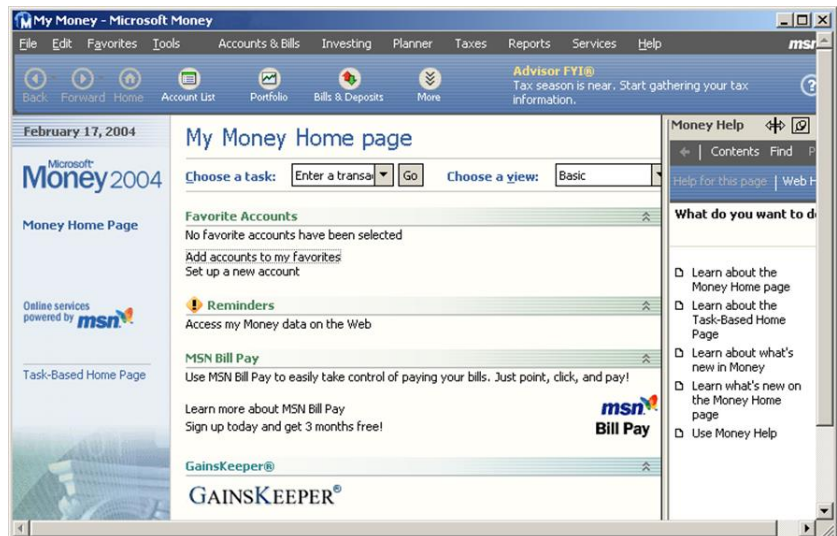 My Money - Microsoft Money
File Edit Favorites Tools Accounts & Bills Investing Planner Taxes Reports Services Help
msn
Back Forward Home Account List Portfolio Bills & Deposits More
Advisor FYI®
Tax season is near. Start gathering your tax
information.
February 17, 2004
Microsoft
Money 2004
Money Home Page
Online services
powered by msn
Task-Based Home Page
My Money Home page
Choose a task: Enter a transa Go Choose a view: Basic
Favorite Accounts
No favorite accounts have been selected
Add accounts to my favorites
Set up a new account
Reminders
Access my Money data on the Web
MSN Bill Pay
Use MSN Bill Pay to easily take control of paying your bills. Just point, click, and pay!
Learn more about MSN Bill Pay
Sign up today and get 3 months free!
msn
Bill Pay
GainsKeeper®
GAINSKEEPER®
Money Help
Contents Find P
Help for this page | Web H
What do you want to d
Learn about the
Money Home page
Learn about the
Task-Based Home
Page
Learn about what's
new in Money
Learn what's new on
the Money Home
page
Use Money Help